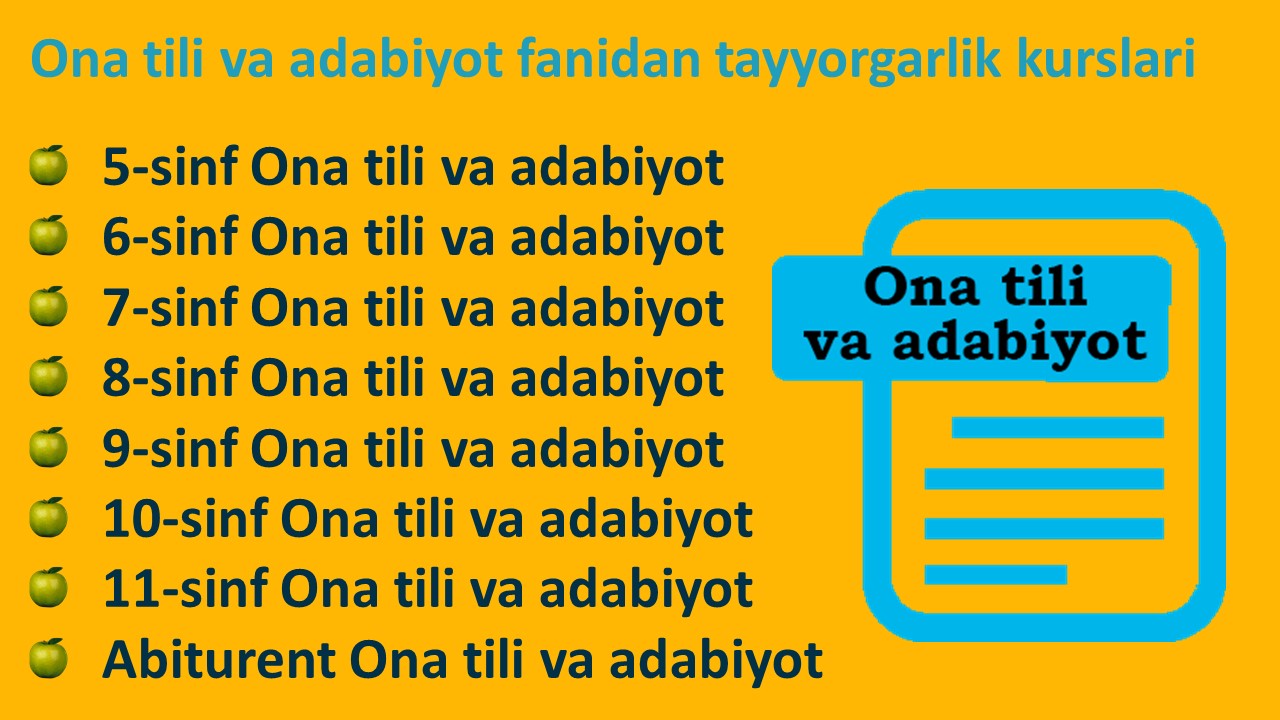 Ona tili va adabiyot fanidan tayyorgarlik kurslari
5-sinf Ona tili va adabiyot
6-sinf Ona tili va adabiyot
7-sinf Ona tili va adabiyot
8-sinf Ona tili va adabiyot
9-sinf Ona tili va adabiyot
10-sinf Ona tili va adabiyot
11-sinf Ona tili va adabiyot
Abiturent Ona tili va adabiyot
Ona tili
va adabiyot